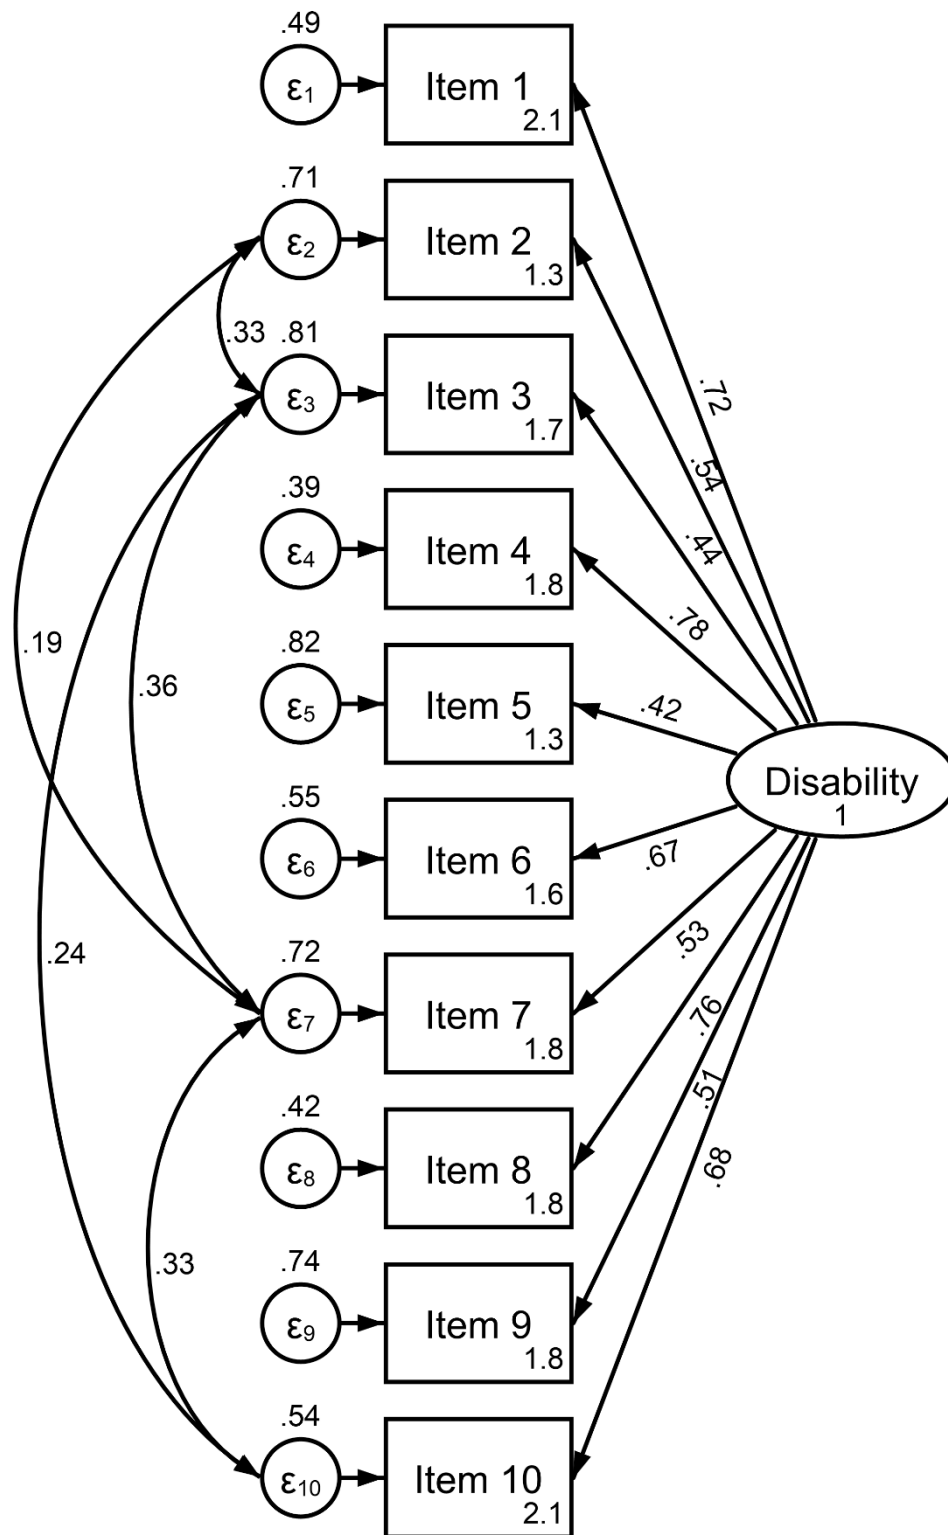 .49
ε1
Item 1
2.1
.71
ε2
Item 2
1.3
.33
.81
ε3
Item 3
1.7
.72
.54
.44
.39
ε4
Item 4
1.8
.78
.19
.36
.82
ε5
Item 5
1.3
.42
Disability
1
.55
ε6
Item 6
1.6
.67
.24
.72
ε7
Item 7
1.8
.53
.76
.51
.68
.42
ε8
Item 8
1.8
.33
.74
ε9
Item 9
1.8
.54
ε10
Item 10
2.1